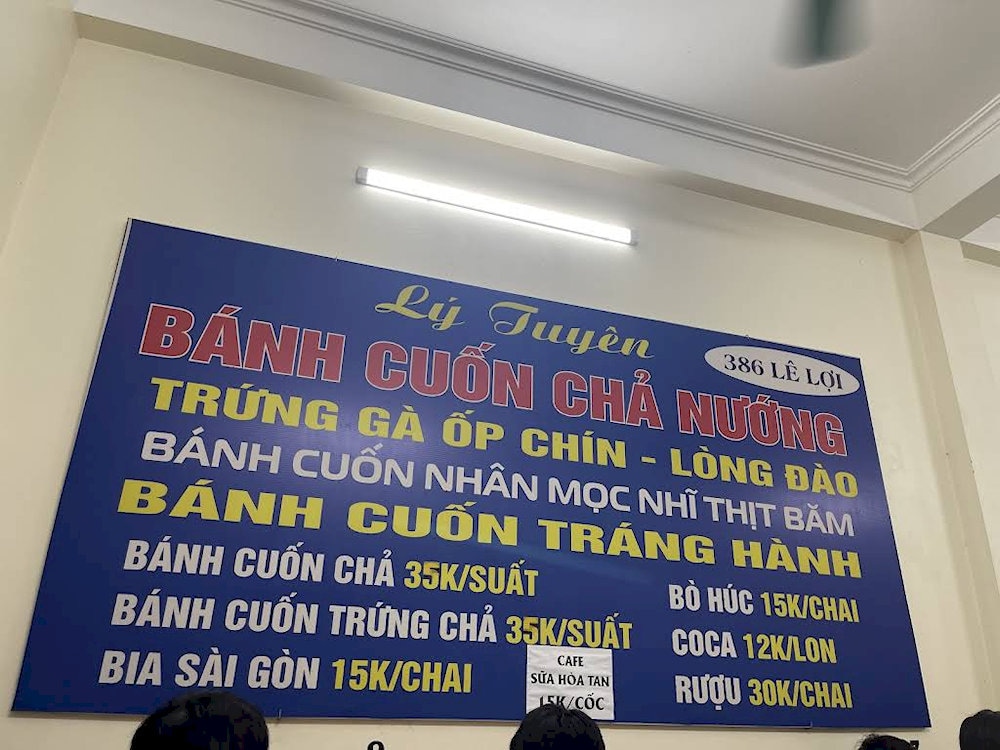 Lý Tuyên
386 LÊ LỢI
BÁNH CUỐN CHẢ NƯỚNG
TRỨNG GÀ ỐP CHÍN - LÒNG ĐÀO
BÁNH CUỐN NHÂN MỌC NHĨ THỊT BĂM
BÁNH CUỐN TRÁNG HÀNH
BÁNH CUỐN CHẢ 35K/SUẤT
BÁNH CUỐN TRỨNG CHẢ 35K/SUẤT
BIA SÀI GÒN 15K/CHAI
BÒ HÚC 15K/CHAI
COCA 12K/LON
RƯỢU 30K/CHAI
CAFE
SỮA HÒA TAN
15K/CỐC